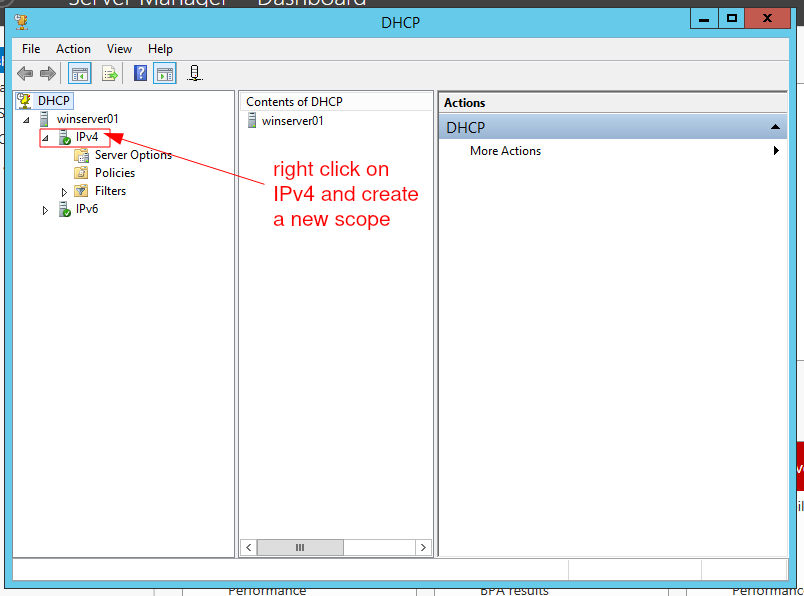 Server Manager Dashboard
DHCP
File Action View Help
DHCP
winserver01
IPv4
Server Options
Policies
Filters
IPv6
Contents of DHCP
winserver01
right click on
IPv4 and create
a new scope
Actions
DHCP
More Actions
Performance
BPA results
Performanc